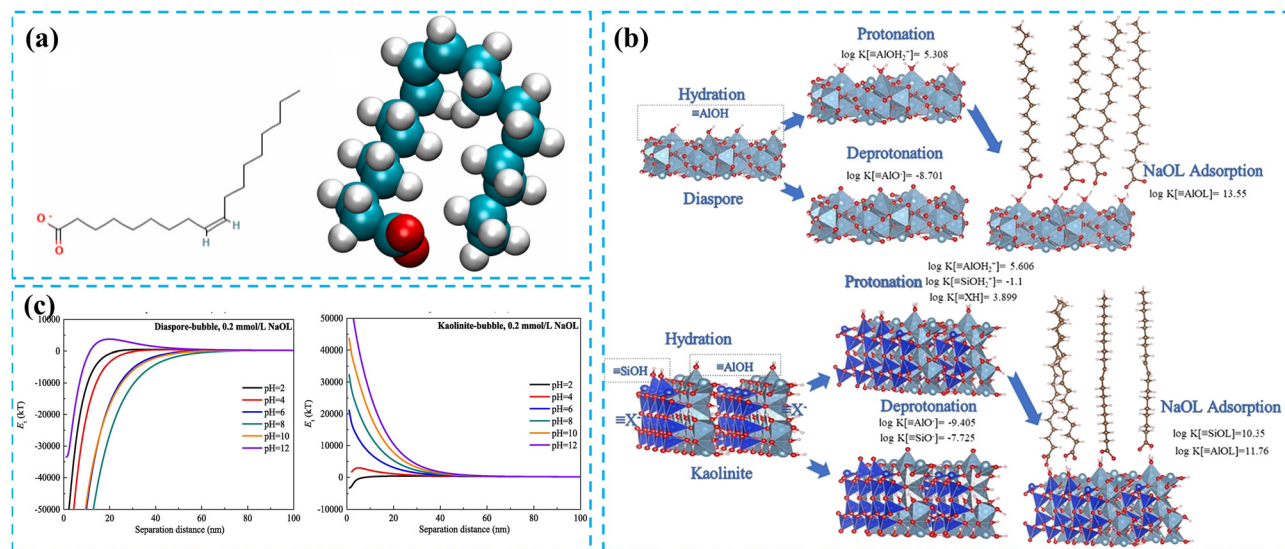 (a)
O
-
O
H
H
(b)
Protonation
log K[≡AlOH₂⁺]= 5.308
Hydration
≡AlOH
Deprotonation
log K[≡AlO⁻]= -8.701
Diaspore
NaOL Adsorption
log K[≡AlOL] = 13.55
log K[≡AlOH₂⁺]= 5.606
Protonation
log K[≡SiOH₂⁺]= -1.1
log K[≡XH]= 3.899
Hydration
≡SiOH
≡AlOH
≡X⁻
≡X⁻
Deprotonation
log K[≡AlO⁻]= -9.405
log K[≡SiO⁻]= -7.725
Kaolinite
NaOL Adsorption
log K[≡SiOL]=10.35
log K[≡AlOL]=11.76
(c)
Diaspore-bubble, 0.2 mmol/L NaOL
10000
0
-10000
-20000
-30000
-40000
-50000
Eₜ (kT)
pH=2
pH=4
pH=6
pH=8
pH=10
pH=12
0 20 40 60 80 100
Separation distance (nm)
Kaolinite-bubble, 0.2 mmol/L NaOL
50000
40000
30000
20000
10000
0
-10000
Eₜ (kT)
pH=2
pH=4
pH=6
pH=8
pH=10
pH=12
0 20 40 60 80 100
Separation distance (nm)